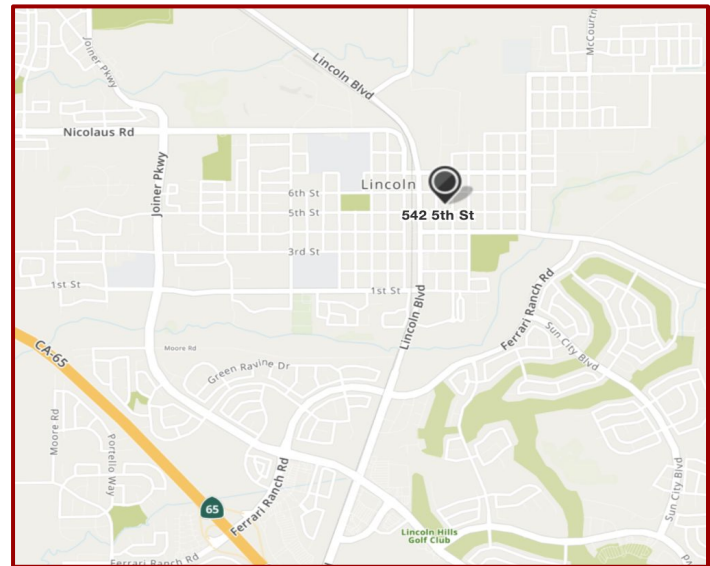 McCourtn
Joiner Pkwy
Lincoln Blvd
Nicolaus Rd
Joiner Pkwy
Lincoln
6th St
5th St
542 5th St
3rd St
1st St
1st St
Lincoln Blvd
Ferrari Ranch Rd
Sun City Blvd
CA-65
Moore Rd
Green Ravine Dr
Moore Rd
Portello Way
65
Ferrari Ranch Rd
Sun City Blvd
Lincoln Hills
Golf Club
Ferrari Ranch Rd